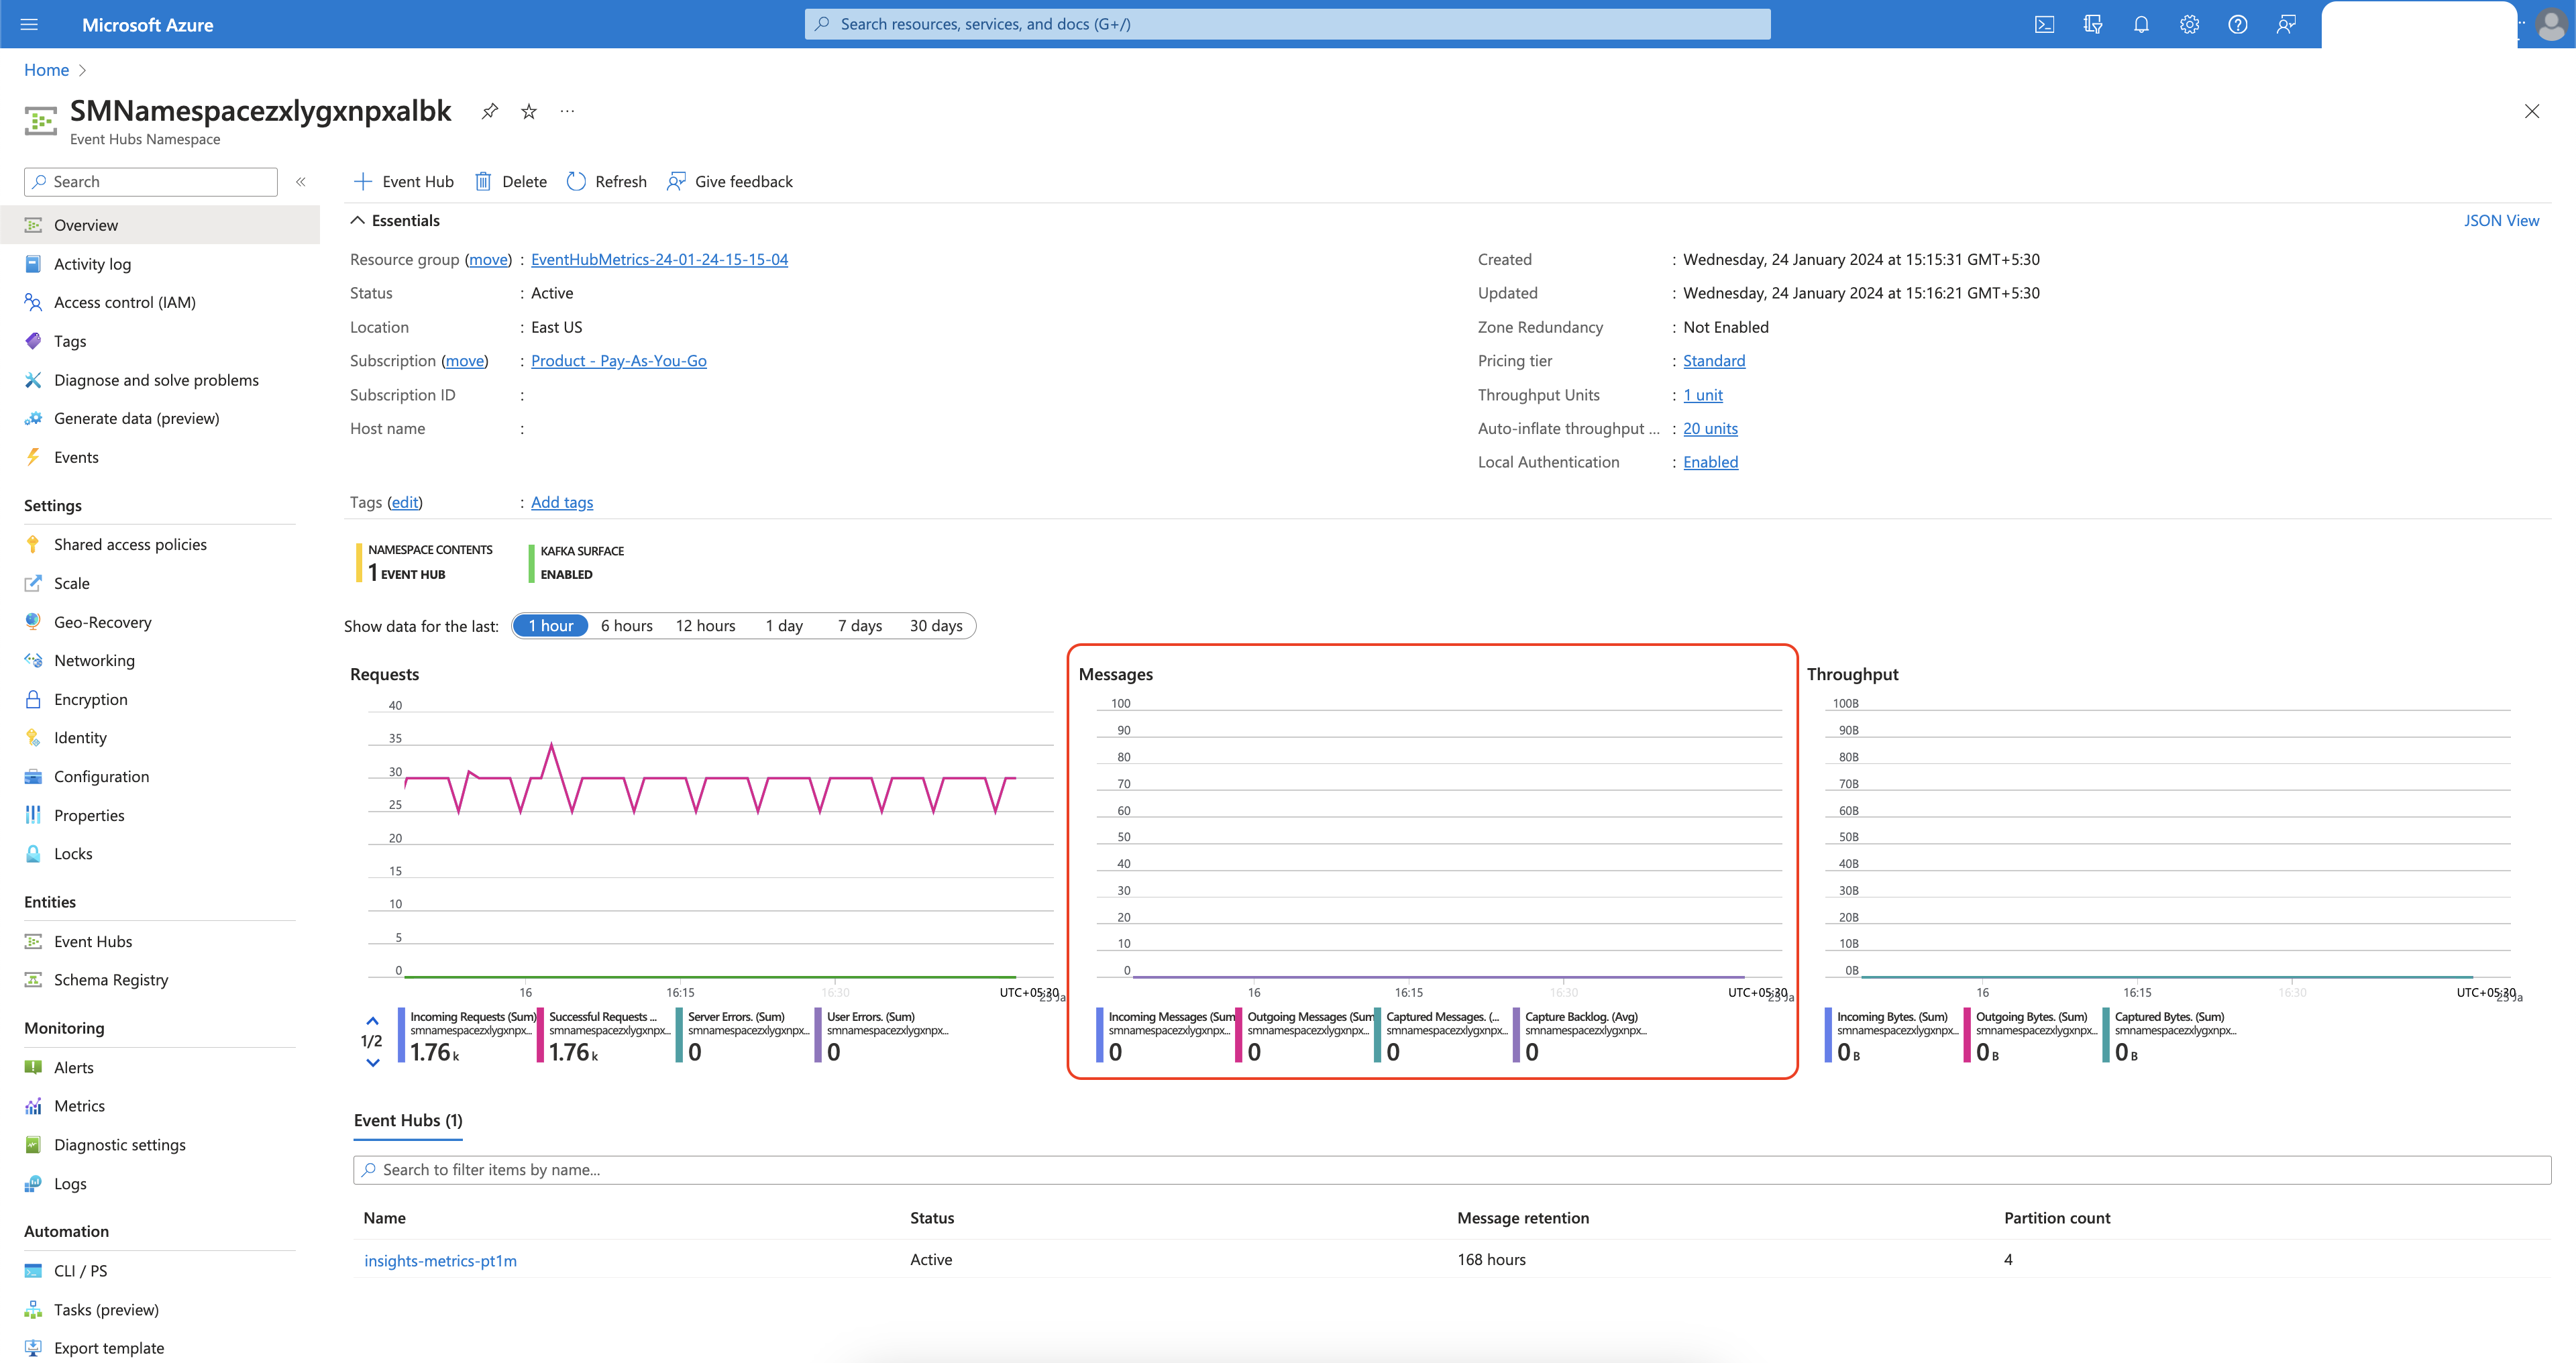 Microsoft Azure
Search resources, services, and docs (G+/)
Home
SMNamespacezxlygxnpxalbk
Event Hubs Namespace
Search
Event Hub
Delete
Refresh
Give feedback
Overview
Activity log
Access control (IAM)
Tags
Diagnose and solve problems
Generate data (preview)
Events
Settings
Shared access policies
Scale
Geo-Recovery
Networking
Encryption
Identity
Configuration
Properties
Locks
Entities
Event Hubs
Schema Registry
Monitoring
Alerts
Metrics
Diagnostic settings
Logs
Automation
CLI / PS
Tasks (preview)
Export template
Essentials
JSON View
Resource group (move) : EventHubMetrics-24-01-24-15-15-04
Status : Active
Location : East US
Subscription (move) : Product - Pay-As-You-Go
Subscription ID :
Host name :
Tags (edit) : Add tags
Created : Wednesday, 24 January 2024 at 15:15:31 GMT+5:30
Updated : Wednesday, 24 January 2024 at 15:16:21 GMT+5:30
Zone Redundancy : Not Enabled
Pricing tier : Standard
Throughput Units : 1 unit
Auto-inflate throughput ... : 20 units
Local Authentication : Enabled
NAMESPACE CONTENTS
1 EVENT HUB
KAFKA SURFACE
ENABLED
Show data for the last: 1 hour 6 hours 12 hours 1 day 7 days 30 days
Requests
40
35
30
25
20
15
10
5
0
16 16:15 16:30 UTC+05:30
1/2
Incoming Requests (Sum)
smnamespacezxlygxnpx...
1.76 k
Successful Requests ...
smnamespacezxlygxnpx...
1.76 k
Server Errors. (Sum)
smnamespacezxlygxnpx...
0
User Errors. (Sum)
smnamespacezxlygxnpx...
0
Messages
100
90
80
70
60
50
40
30
20
10
0
16 16:15 16:30 UTC+05:30
Incoming Messages (Sum
smnamespacezxlygxnpx...
0
Outgoing Messages (Sum
smnamespacezxlygxnpx...
0
Captured Messages. (...
smnamespacezxlygxnpx...
0
Capture Backlog. (Avg)
smnamespacezxlygxnpx...
0
Throughput
100B
90B
80B
70B
60B
50B
40B
30B
20B
10B
0B
16 16:15 16:30 UTC+05:30
Incoming Bytes. (Sum)
smnamespacezxlygxnpx...
0 B
Outgoing Bytes. (Sum)
smnamespacezxlygxnpx...
0 B
Captured Bytes. (Sum)
smnamespacezxlygxnpx...
0 B
Event Hubs (1)
Search to filter items by name...
Name Status Message retention Partition count
insights-metrics-pt1m Active 168 hours 4